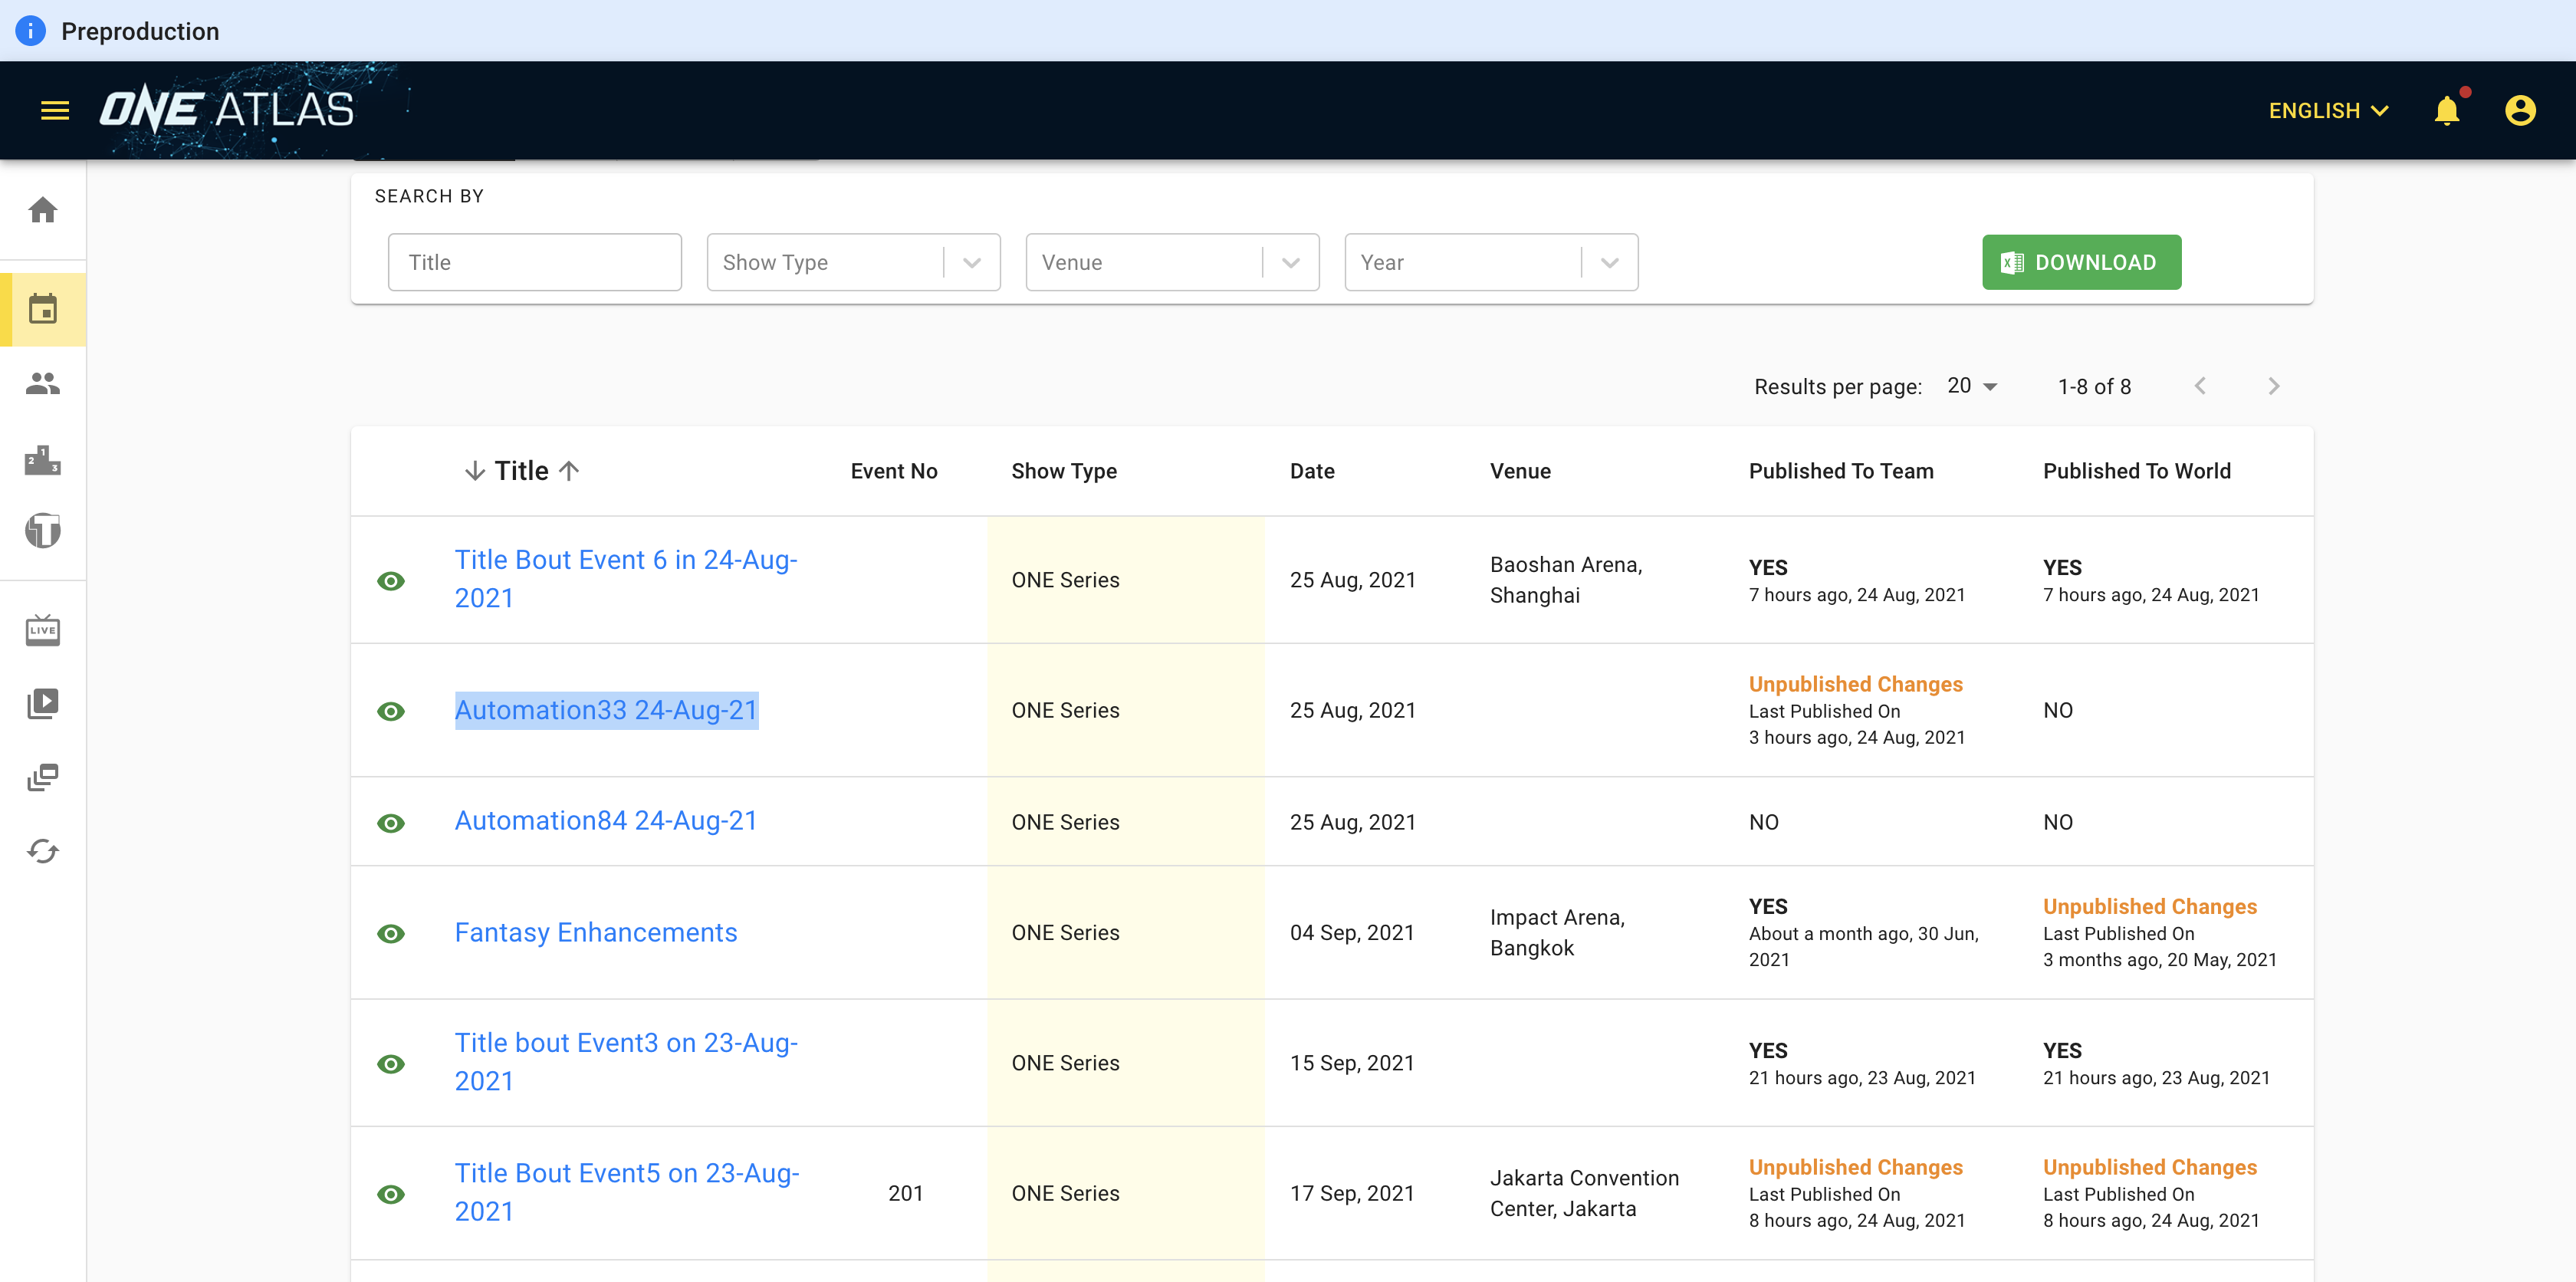 Preproduction
ONE ATLAS
ENGLISH
SEARCH BY
Title
Show Type
Venue
Year
DOWNLOAD
Results per page: 20
1-8 of 8
Title
Event No
Show Type
Date
Venue
Published To Team
Published To World
Title Bout Event 6 in 24-Aug-
2021
ONE Series
25 Aug, 2021
Baoshan Arena,
Shanghai
YES
7 hours ago, 24 Aug, 2021
YES
7 hours ago, 24 Aug, 2021
Automation33 24-Aug-21
ONE Series
25 Aug, 2021
Unpublished Changes
Last Published On
3 hours ago, 24 Aug, 2021
NO
Automation84 24-Aug-21
ONE Series
25 Aug, 2021
NO
NO
Fantasy Enhancements
ONE Series
04 Sep, 2021
Impact Arena,
Bangkok
YES
About a month ago, 30 Jun,
2021
Unpublished Changes
Last Published On
3 months ago, 20 May, 2021
Title bout Event3 on 23-Aug-
2021
ONE Series
15 Sep, 2021
YES
21 hours ago, 23 Aug, 2021
YES
21 hours ago, 23 Aug, 2021
Title Bout Event5 on 23-Aug-
2021
201
ONE Series
17 Sep, 2021
Jakarta Convention
Center, Jakarta
Unpublished Changes
Last Published On
8 hours ago, 24 Aug, 2021
Unpublished Changes
Last Published On
8 hours ago, 24 Aug, 2021
2 1 3
T
LIVE